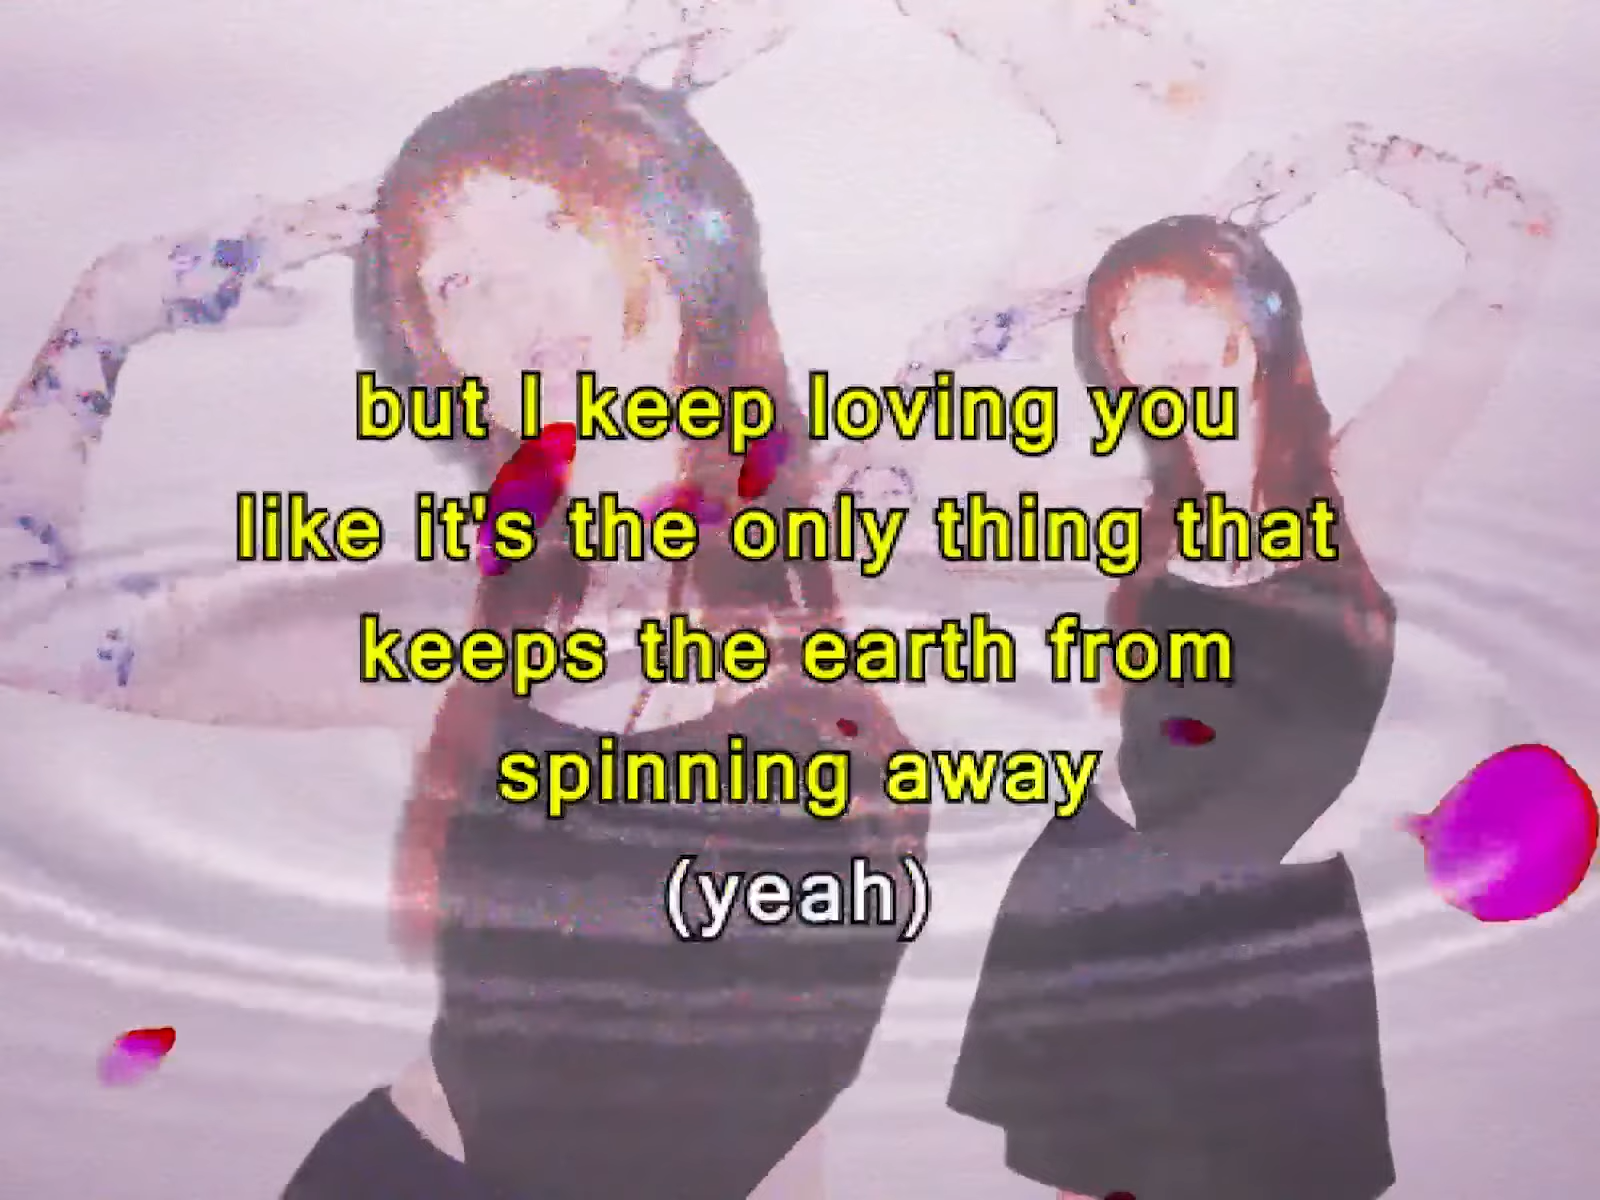 but I keep loving you
like it's the only thing that
keeps the earth from
spinning away
(yeah)